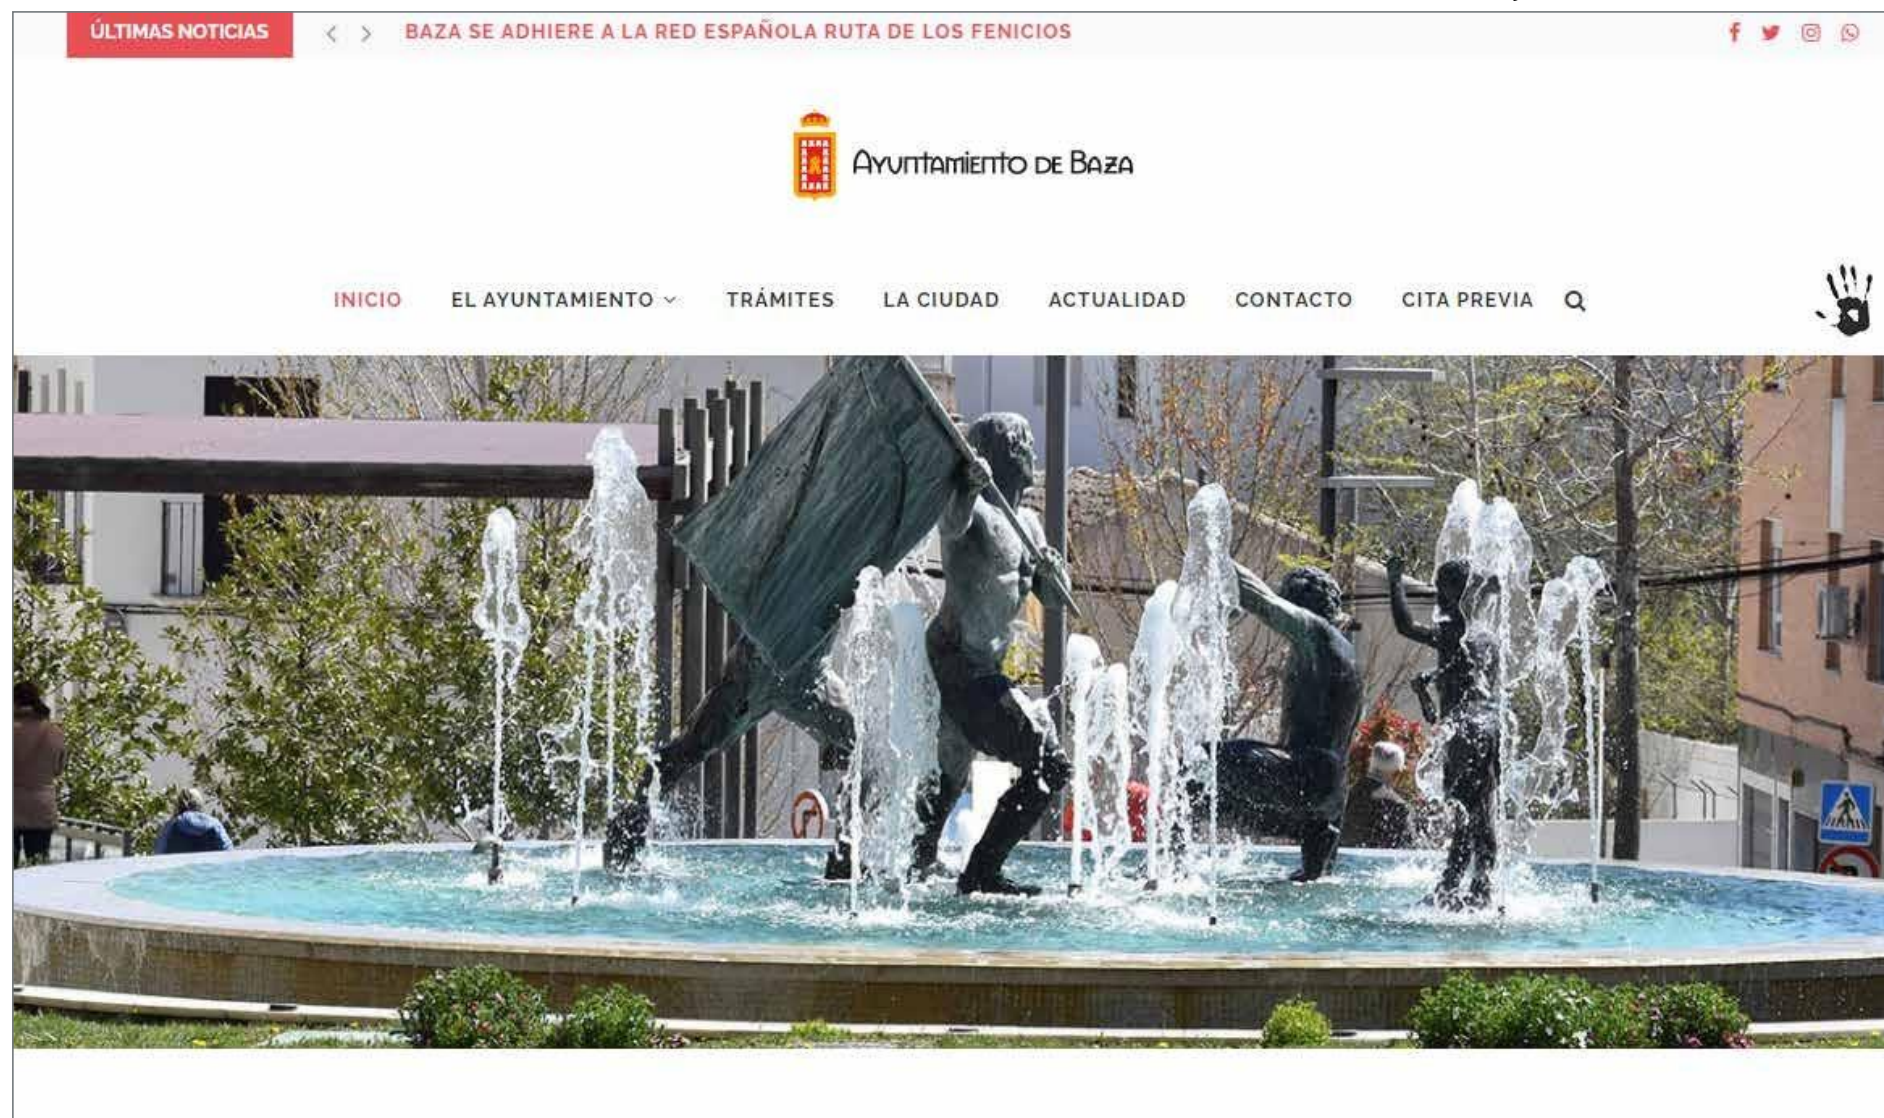 ÚLTIMAS NOTICIAS
BAZA SE ADHIERE A LA RED ESPAÑOLA RUTA DE LOS FENICIOS
AYUNTAMIENTO DE BAZA
INICIO EL AYUNTAMIENTO TRÁMITES LA CIUDAD ACTUALIDAD CONTACTO CITA PREVIA